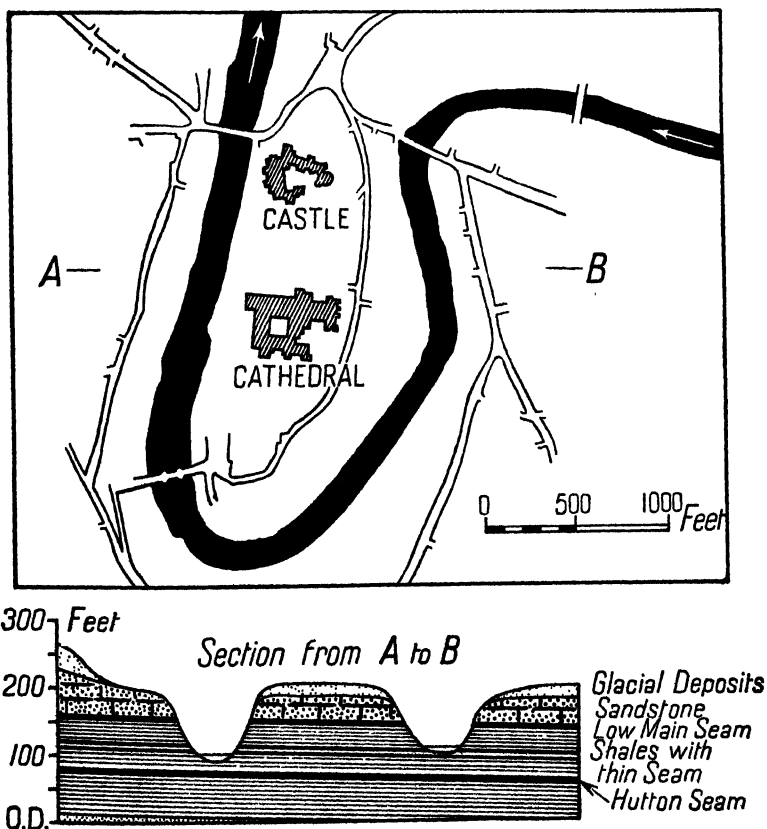 CASTLE
A
B
CATHEDRAL
0 500 1000 Feet
300 Feet
Section from A to B
200
100
O.D.
Glacial Deposits
Sandstone
Low Main Seam
Shales with
thin Seam
Hutton Seam